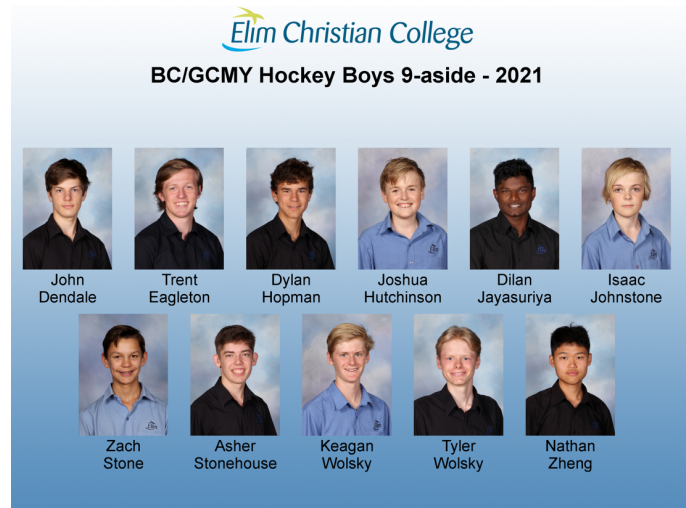 Elim Christian College
BC/GCMY Hockey Boys 9-aside - 2021
John
Dendale
Trent
Eagleton
Dylan
Hopman
Joshua
Hutchinson
Dilan
Jayasuriya
Isaac
Johnstone
Zach
Stone
Asher
Stonehouse
Keagan
Wolsky
Tyler
Wolsky
Nathan
Zheng